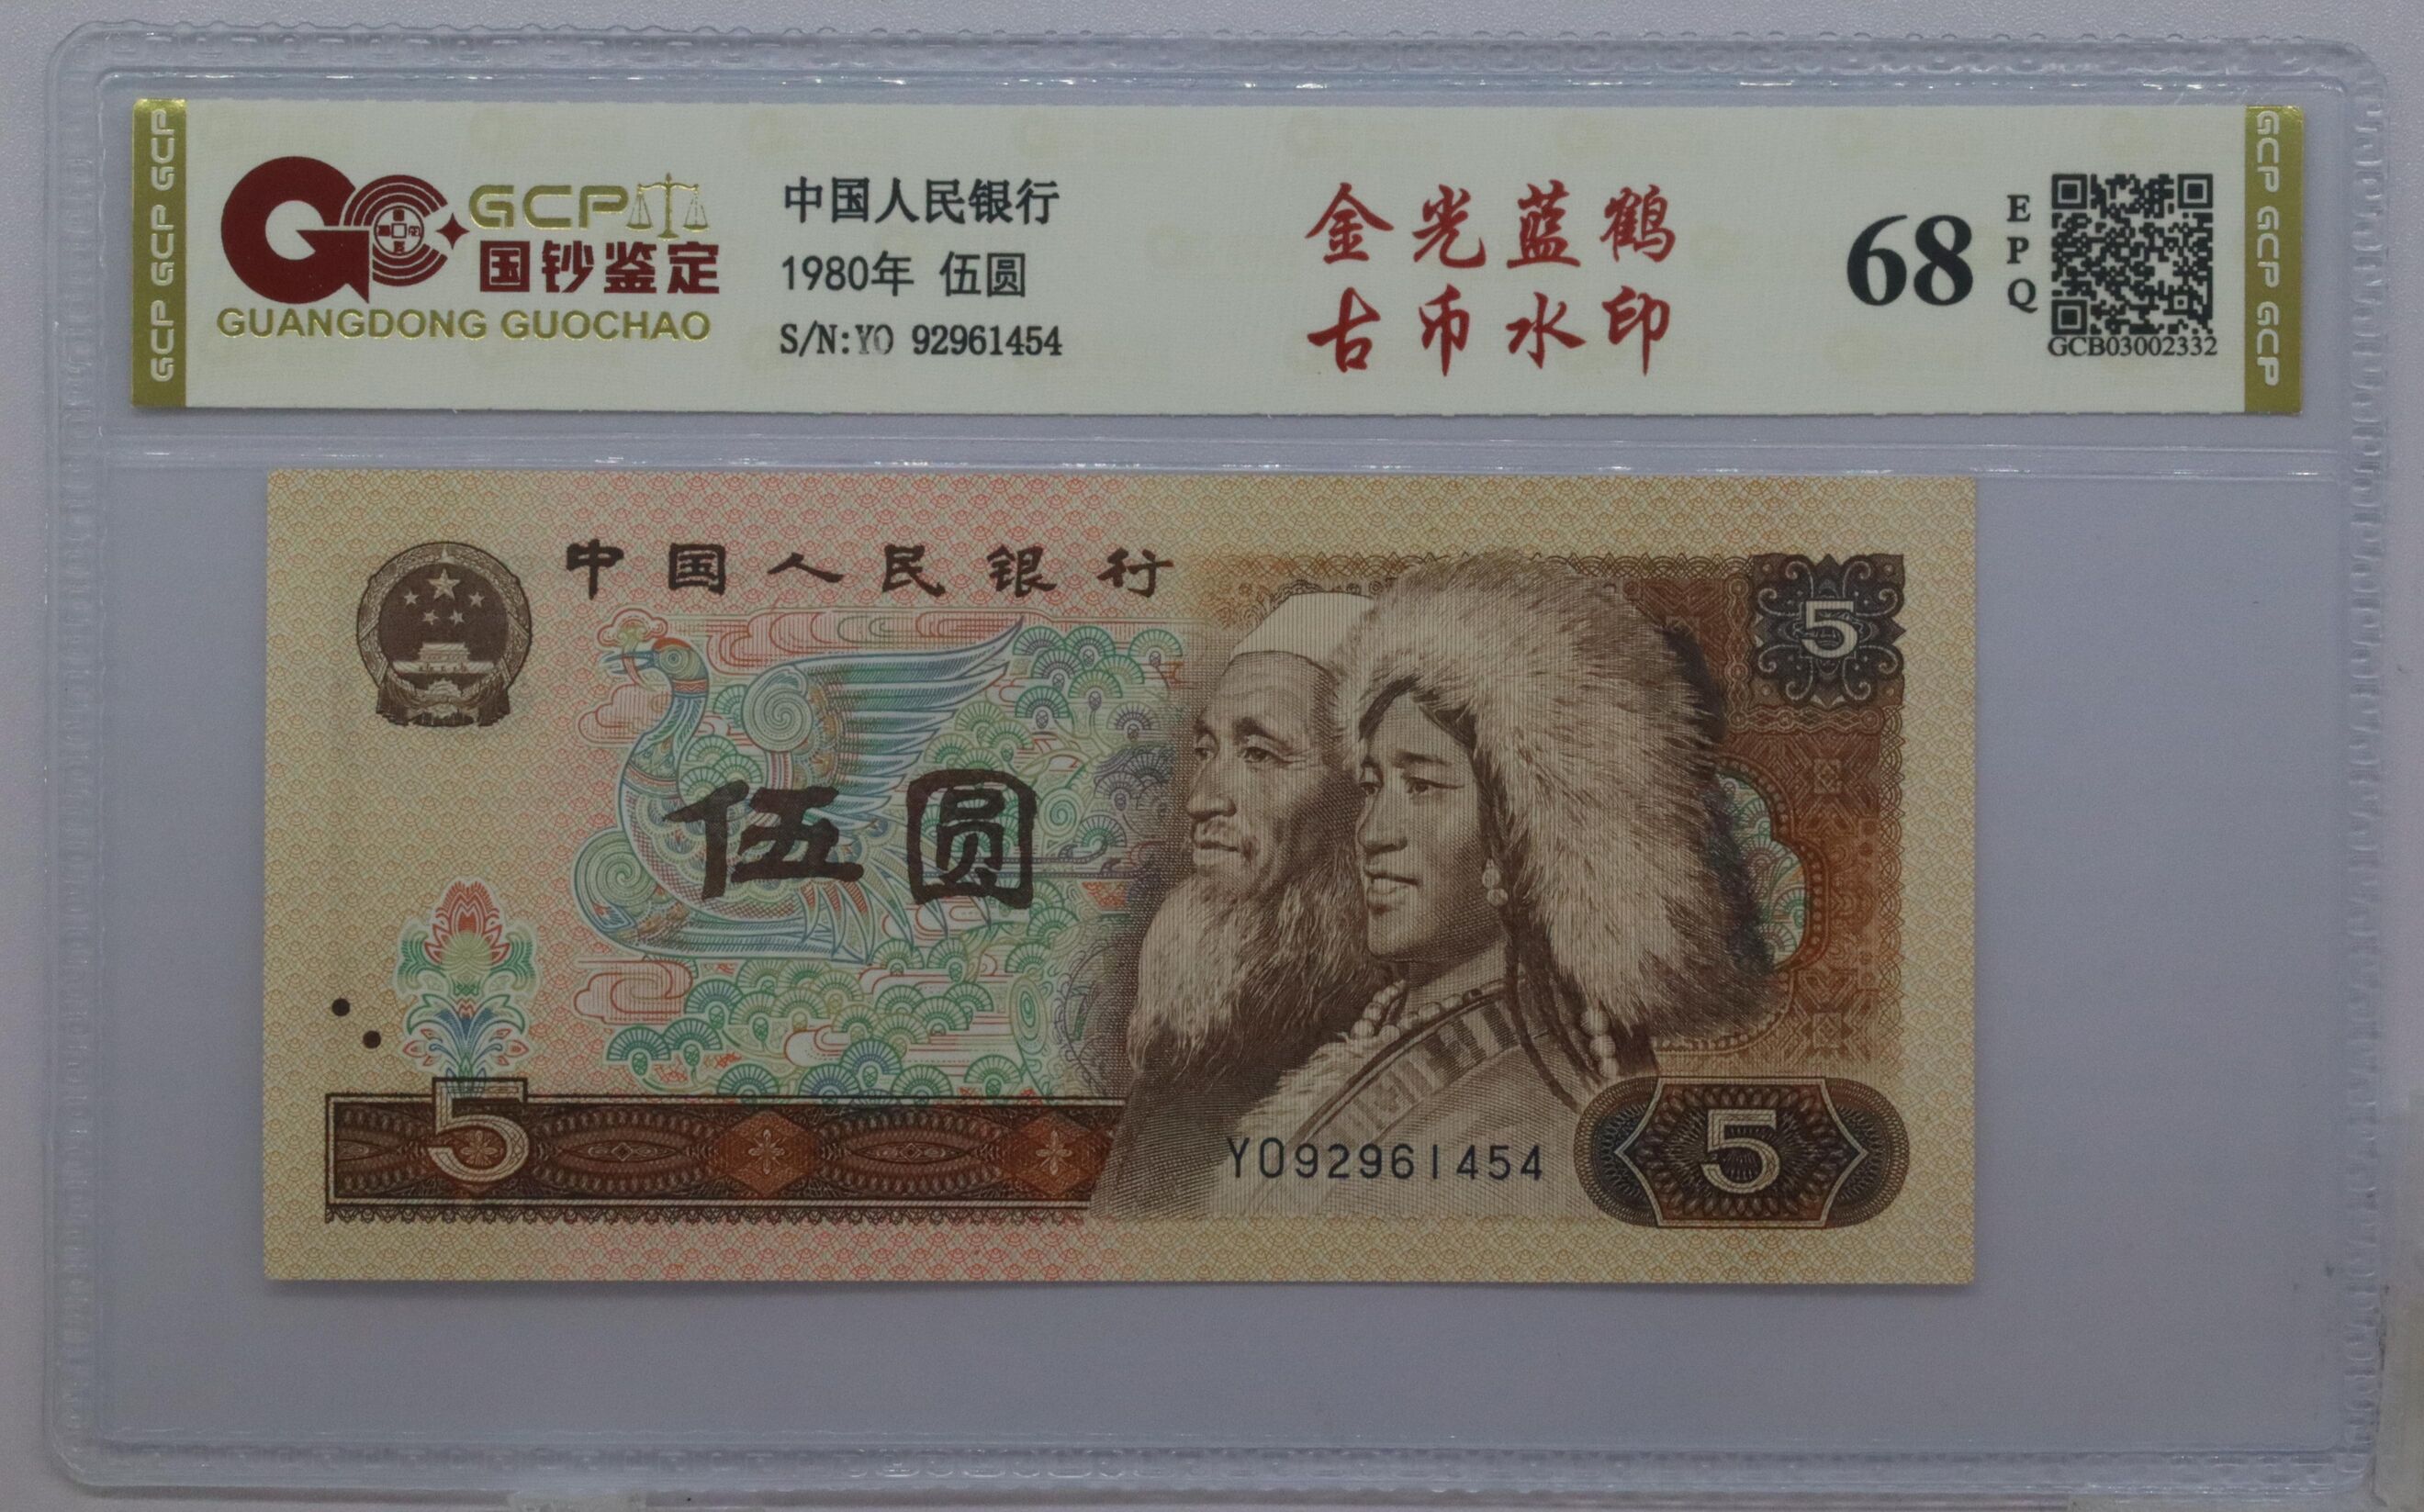 GCP GCP GCP
GCP
国钞鉴定
GUANGDONG GUOCHAO
中国人民银行
1980年 伍圆
S/N:YO 92961454
金光蓝鹤
古币水印
68
EPQ
GCB03002332
GCP GCP GCP
中国人民银行
5
伍圆
5
YO92961454
5